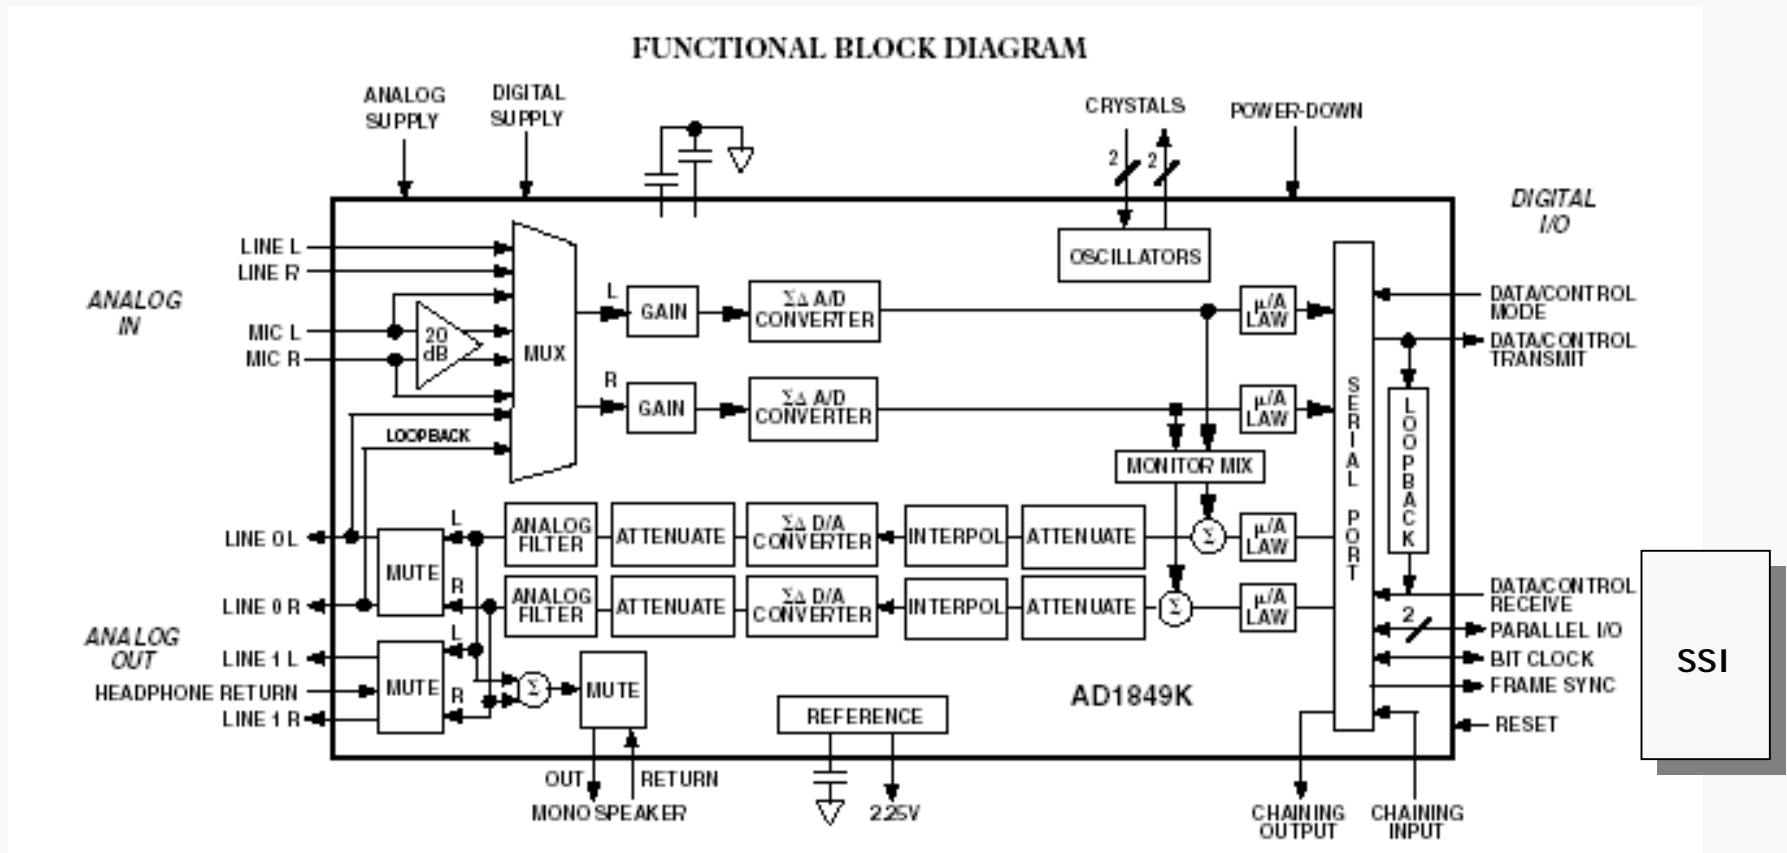 FUNCTIONAL BLOCK DIAGRAM
ANALOG
SUPPLY
DIGITAL
SUPPLY
CRYSTALS
POWER-DOWN
2
2
DIGITAL
I/O
ANALOG
IN
LINE L
LINE R
MIC L
MIC R
20
dB
MUX
LOOPBACK
L
GAIN
ΣΔ A/D
CONVERTER
R
GAIN
ΣΔ A/D
CONVERTER
OSCILLATORS
μ/A
LAW
μ/A
LAW
MONITOR MIX
SERIAL PORT
LOOPBACK
DATA/CONTROL
MODE
DATA/CONTROL
TRANSMIT
DATA/CONTROL
RECEIVE
2
PARALLEL I/O
BIT CLOCK
FRAME SYNC
RESET
SSI
LINE 0 L
LINE 0 R
MUTE
L
R
ANALOG
FILTER
ATTENUATE
ΣΔ D/A
CONVERTER
INTERPOL
ATTENUATE
Σ
μ/A
LAW
ANALOG
FILTER
ATTENUATE
ΣΔ D/A
CONVERTER
INTERPOL
ATTENUATE
Σ
μ/A
LAW
ANALOG
OUT
LINE 1 L
HEADPHONE RETURN
LINE 1 R
MUTE
L
R
Σ
MUTE
REFERENCE
AD1849K
OUT
RETURN
MONO SPEAKER
2.25V
CHAINING
OUTPUT
CHAINING
INPUT